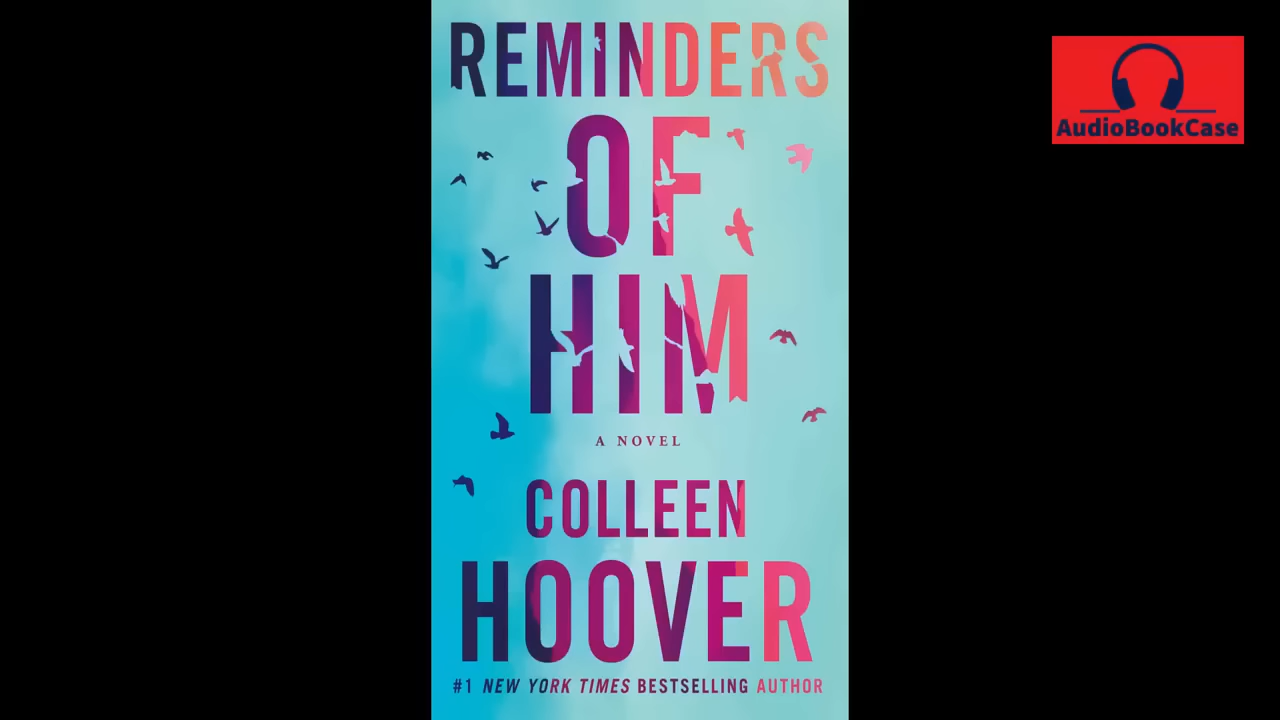 REMINDERS
OF
HIM
A NOVEL
COLLEEN
HOOVER
#1 NEW YORK TIMES BESTSELLING AUTHOR
AudioBookCase